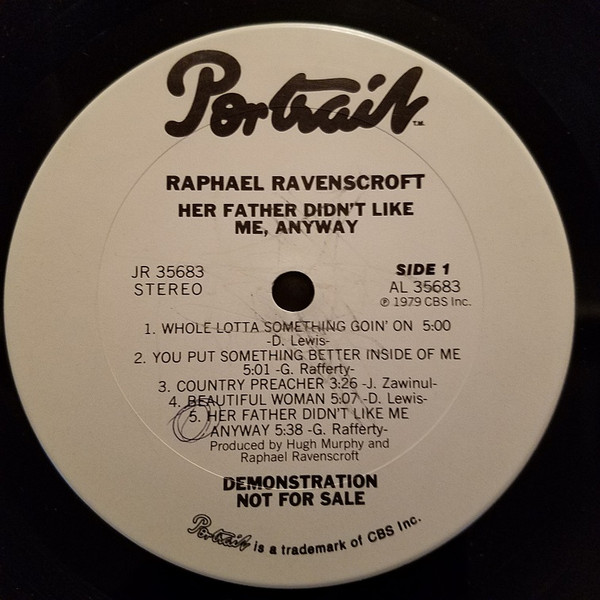 Portrait T.M.
RAPHAEL RAVENSCROFT
HER FATHER DIDN'T LIKE
ME, ANYWAY
JR 35683
STEREO
SIDE 1
AL 35683
℗ 1979 CBS Inc.
1. WHOLE LOTTA SOMETHING GOIN' ON 5:00
-D. Lewis-
2. YOU PUT SOMETHING BETTER INSIDE OF ME
5:01 -G. Rafferty-
3. COUNTRY PREACHER 3:26 -J. Zawinul-
4. BEAUTIFUL WOMAN 5:07 -D. Lewis-
5. HER FATHER DIDN'T LIKE ME
ANYWAY 5:38 -G. Rafferty-
Produced by Hugh Murphy and
Raphael Ravenscroft
DEMONSTRATION
NOT FOR SALE
Portrait is a trademark of CBS Inc.